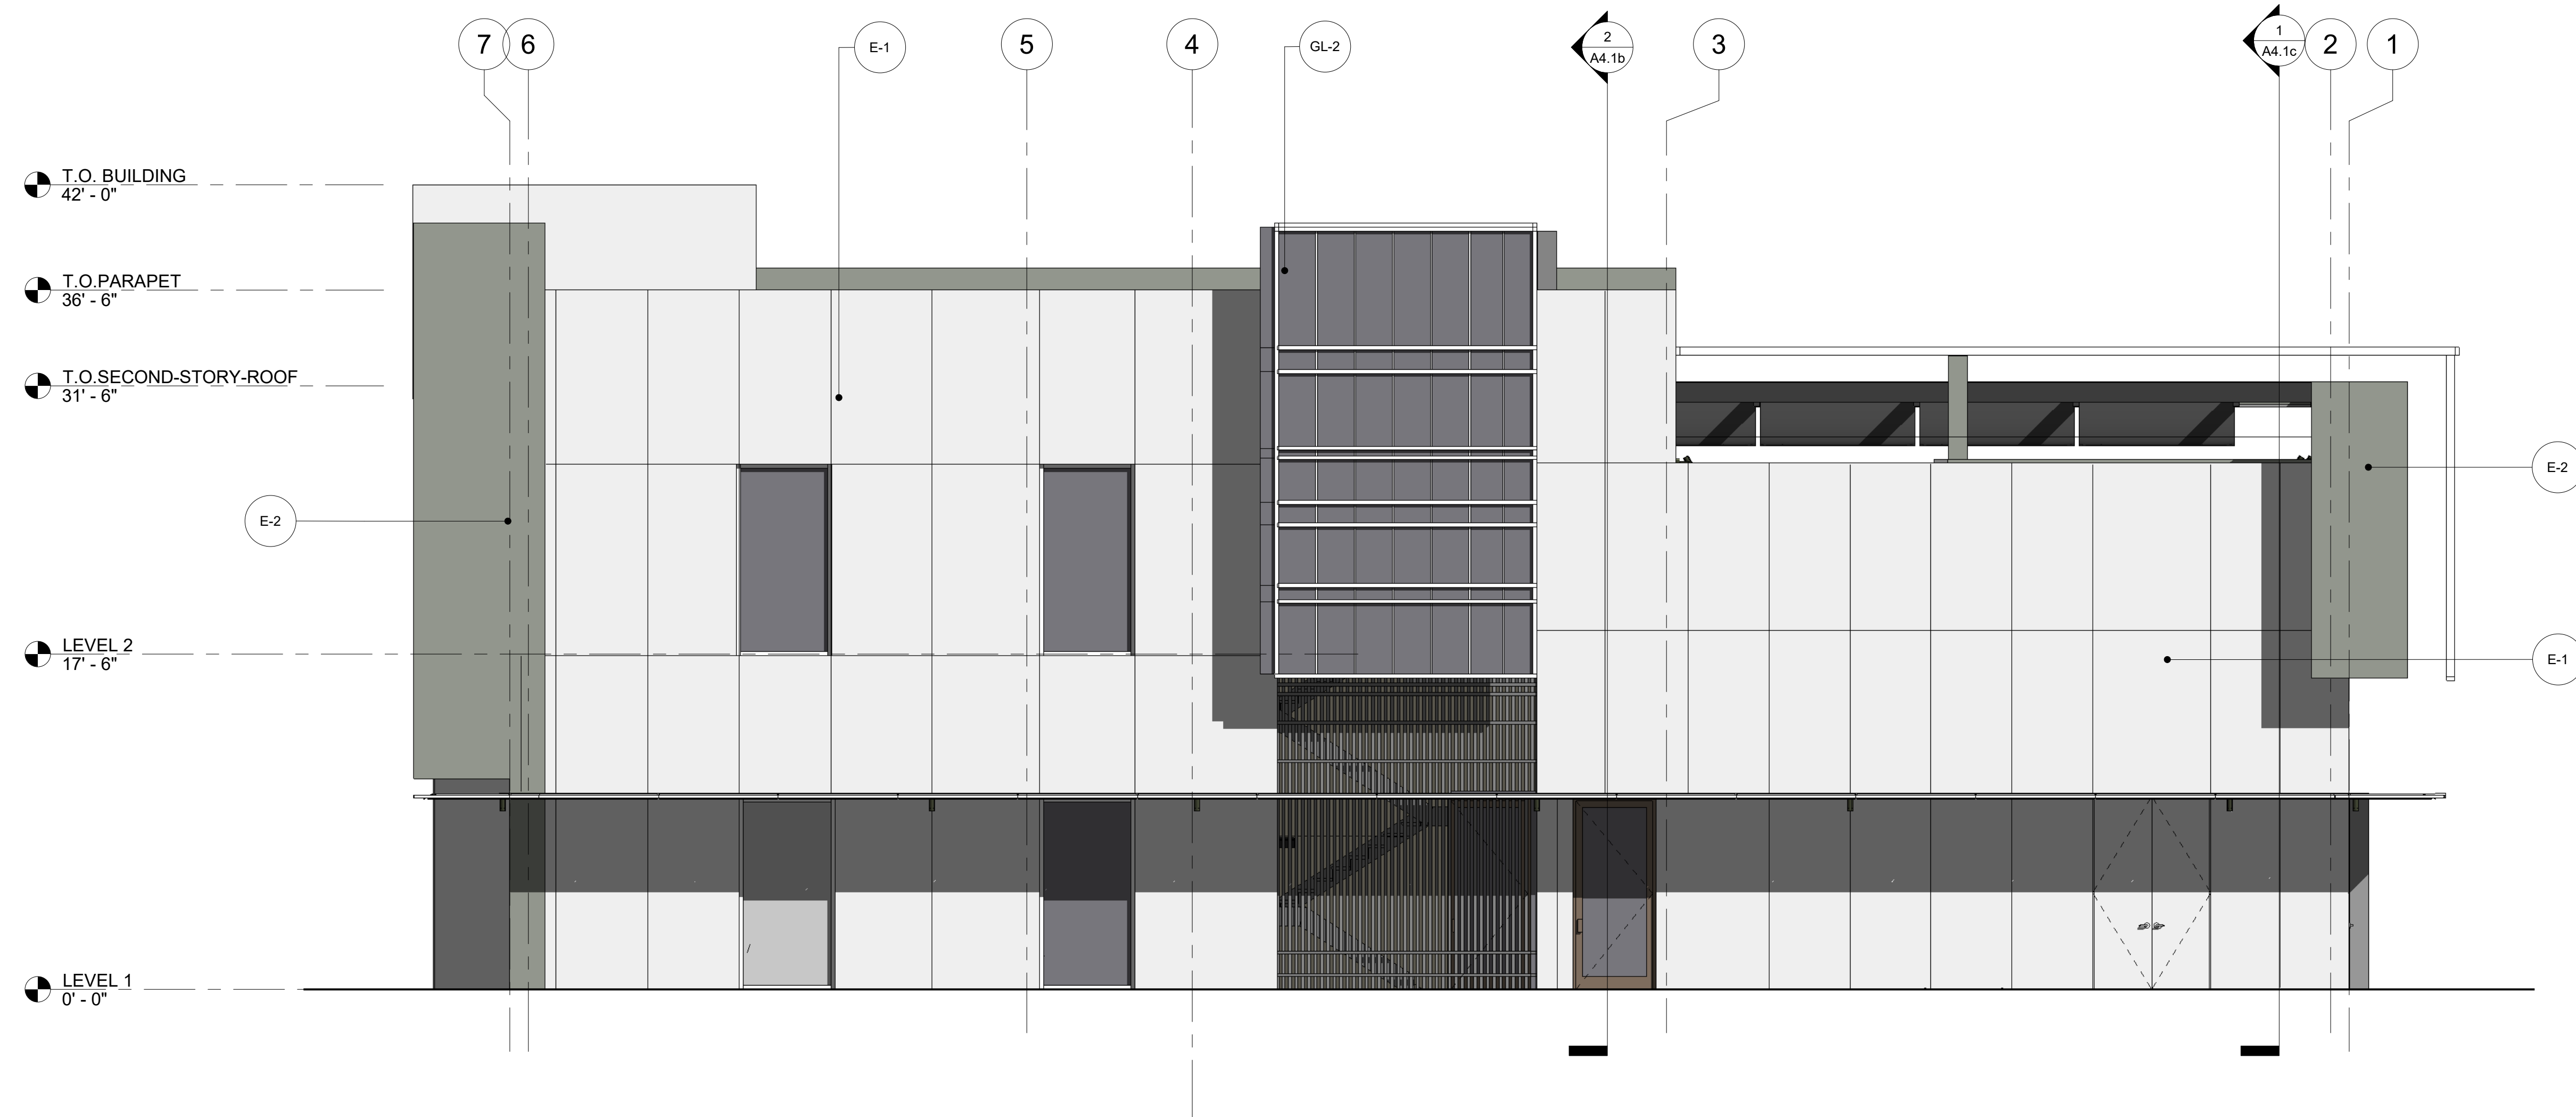 7
6
E-1
5
4
GL-2
2
A4.1b
3
1
A4.1c
2
1
T.O. BUILDING
42' - 0"
T.O.PARAPET
36' - 6"
T.O.SECOND-STORY-ROOF
31' - 6"
E-2
E-2
LEVEL 2
17' - 6"
E-1
LEVEL 1
0' - 0"